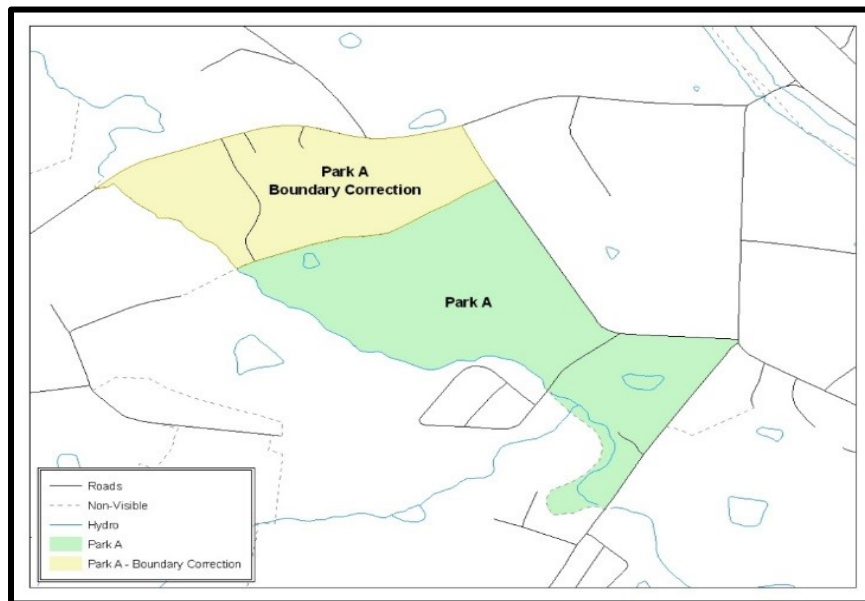 Park A
Boundary Correction
Park A
Roads
Non-Visible
Hydro
Park A
Park A - Boundary Correction